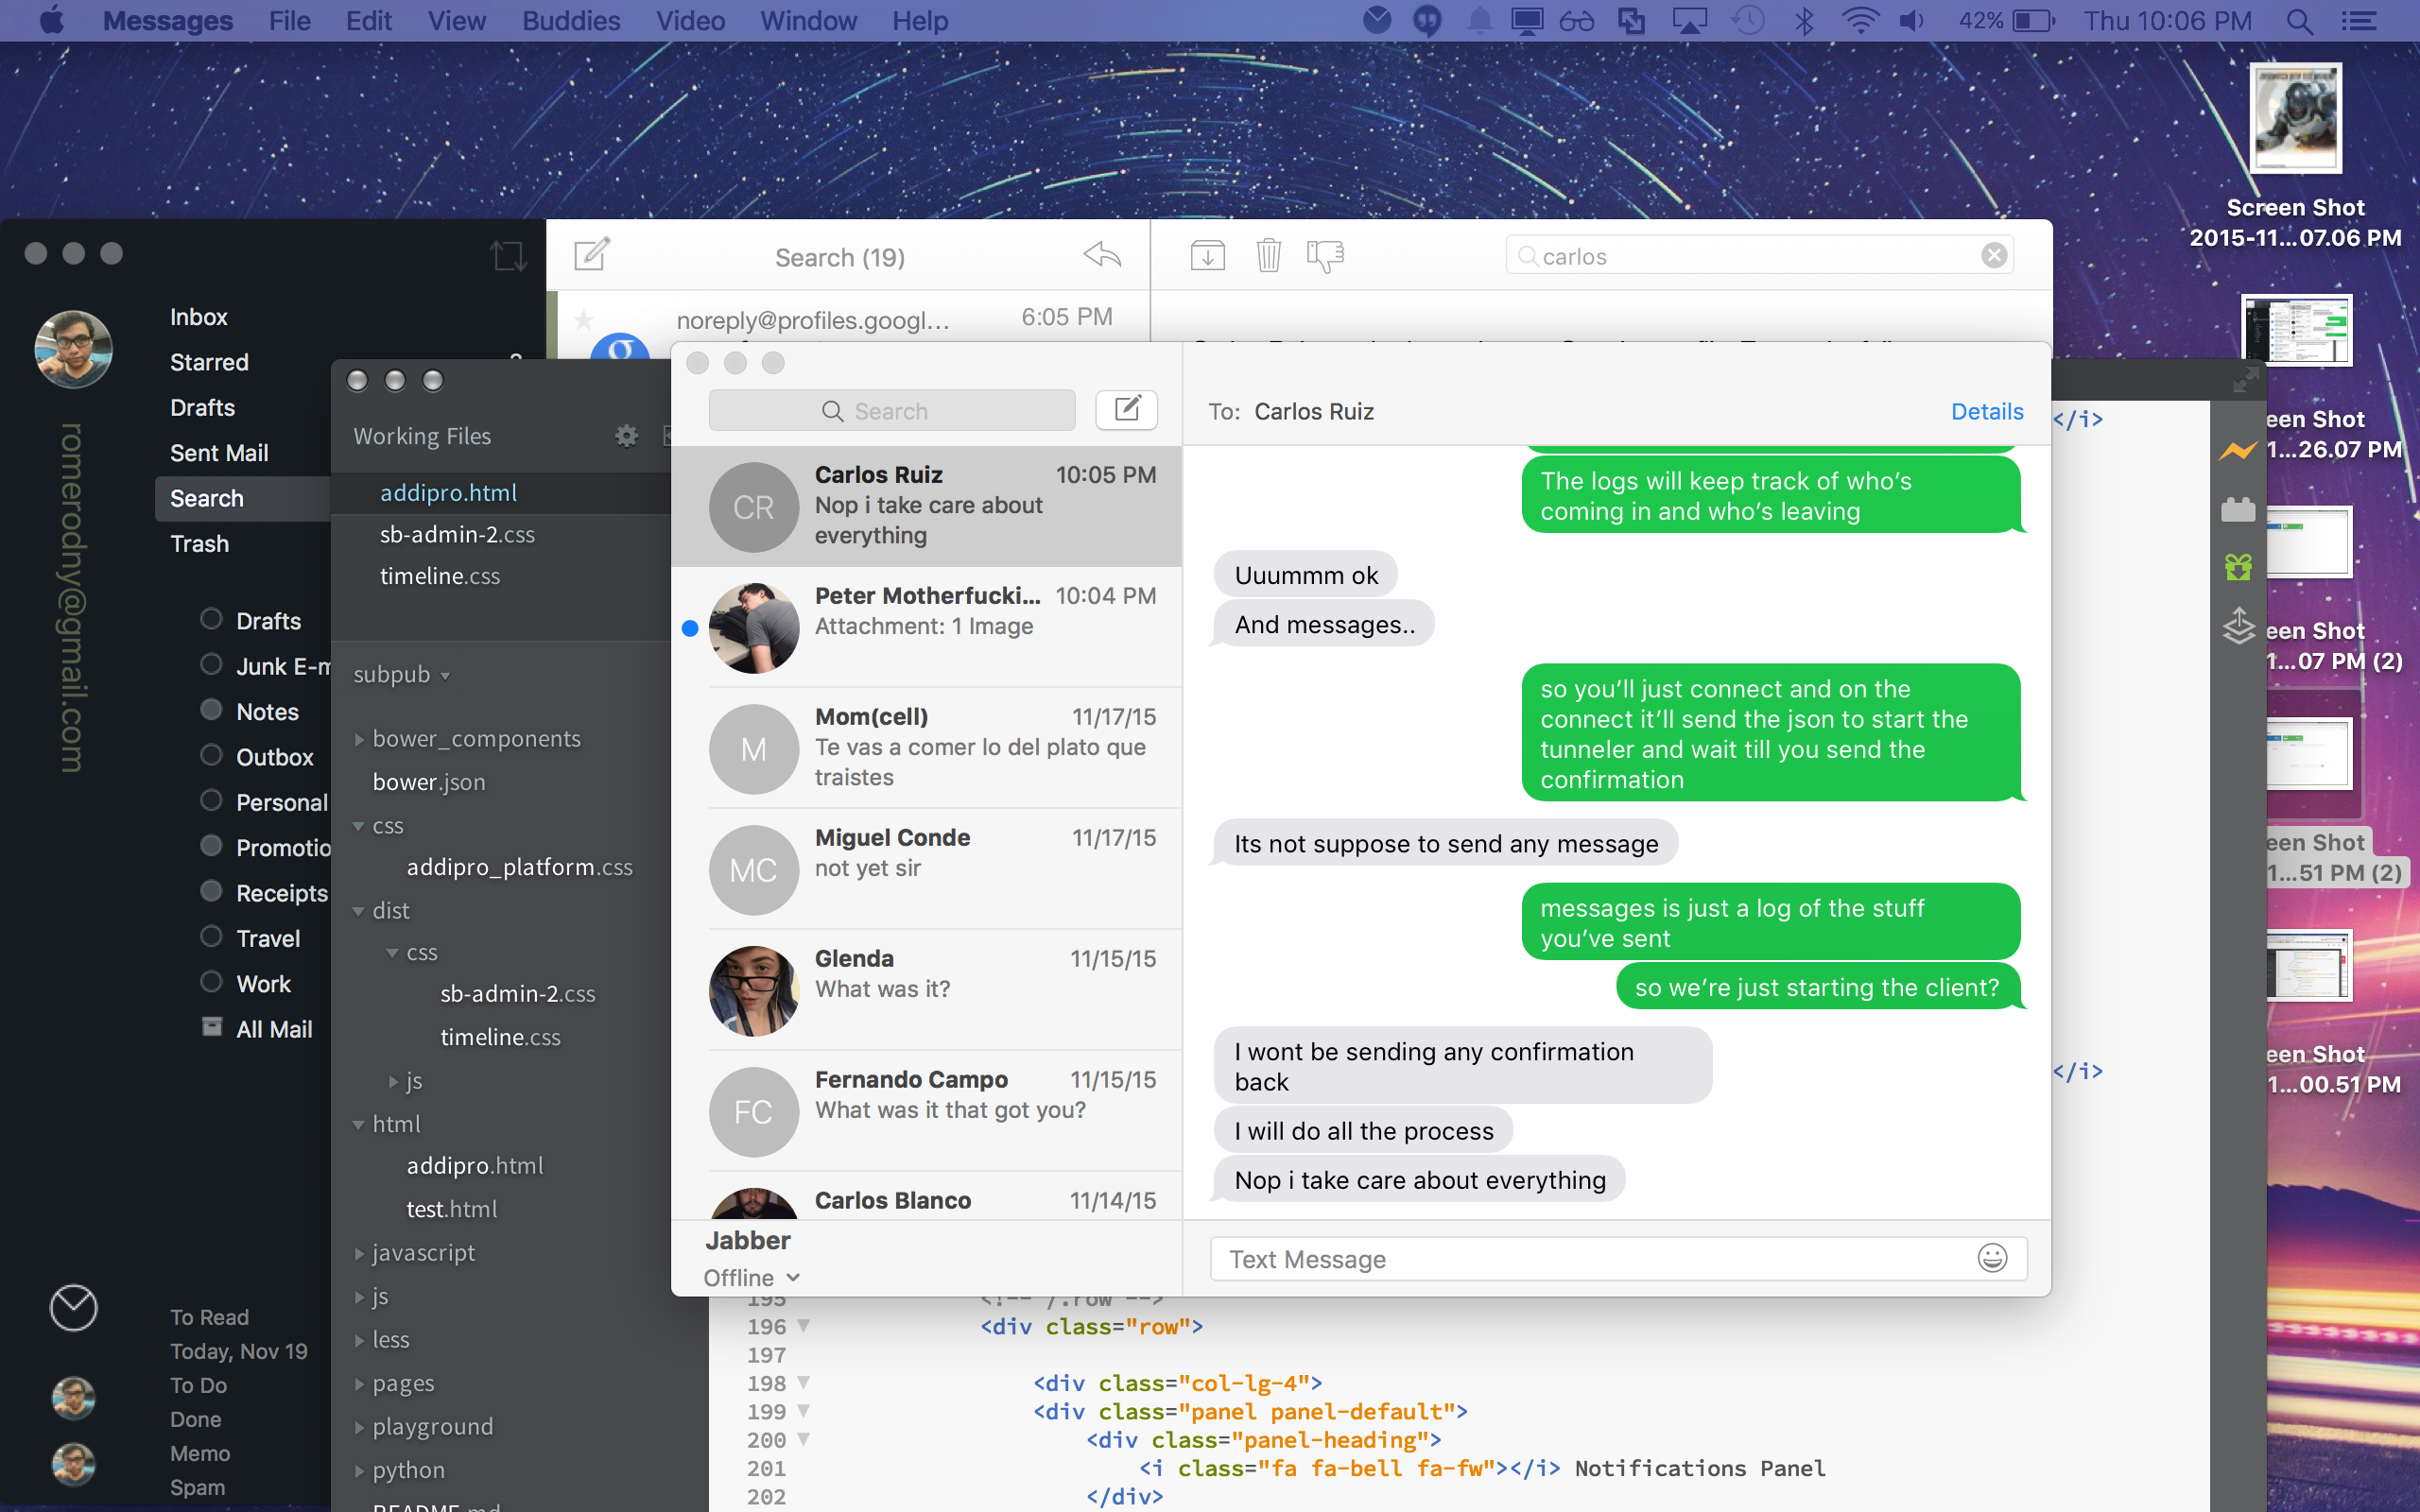 Messages File Edit View Buddies Video Window Help
42% Thu 10:06 PM
Screen Shot
2015-11...07.06 PM
een Shot
1...26.07 PM
een Shot
1...07 PM (2)
een Shot
1...51 PM (2)
een Shot
1...00.51 PM
romerodny@gmail.com
Inbox
Starred
Drafts
Sent Mail
Search
Trash
Drafts
Junk E-m
Notes
Outbox
Personal
Promotio
Receipts
Travel
Work
All Mail
To Read
Today, Nov 19
To Do
Done
Memo
Spam
Search (19)
carlos
noreply@profiles.googl...
6:05 PM
Working Files
addipro.html
sb-admin-2.css
timeline.css
subpub
bower_components
bower.json
css
addipro_platform.css
dist
css
sb-admin-2.css
timeline.css
js
html
addipro.html
test.html
javascript
js
less
pages
playground
python
README.md
Search
Carlos Ruiz 10:05 PM
Nop i take care about
everything
CR
Peter Motherfucki... 10:04 PM
Attachment: 1 Image
Mom(cell) 11/17/15
Te vas a comer lo del plato que
traistes
M
Miguel Conde 11/17/15
not yet sir
MC
Glenda 11/15/15
What was it?
Fernando Campo 11/15/15
What was it that got you?
FC
Carlos Blanco 11/14/15
Jabber
Offline
To: Carlos Ruiz
Details
The logs will keep track of who's
coming in and who's leaving
Uuummm ok
And messages..
so you'll just connect and on the
connect it'll send the json to start the
tunneler and wait till you send the
confirmation
Its not suppose to send any message
messages is just a log of the stuff
you've sent
so we're just starting the client?
I wont be sending any confirmation
back
I will do all the process
Nop i take care about everything
Text Message
</i>
</i>
195 <!-- /.row -->
196 <div class="row">
197
198 <div class="col-lg-4">
199 <div class="panel panel-default">
200 <div class="panel-heading">
201 <i class="fa fa-bell fa-fw"></i> Notifications Panel
202 </div>